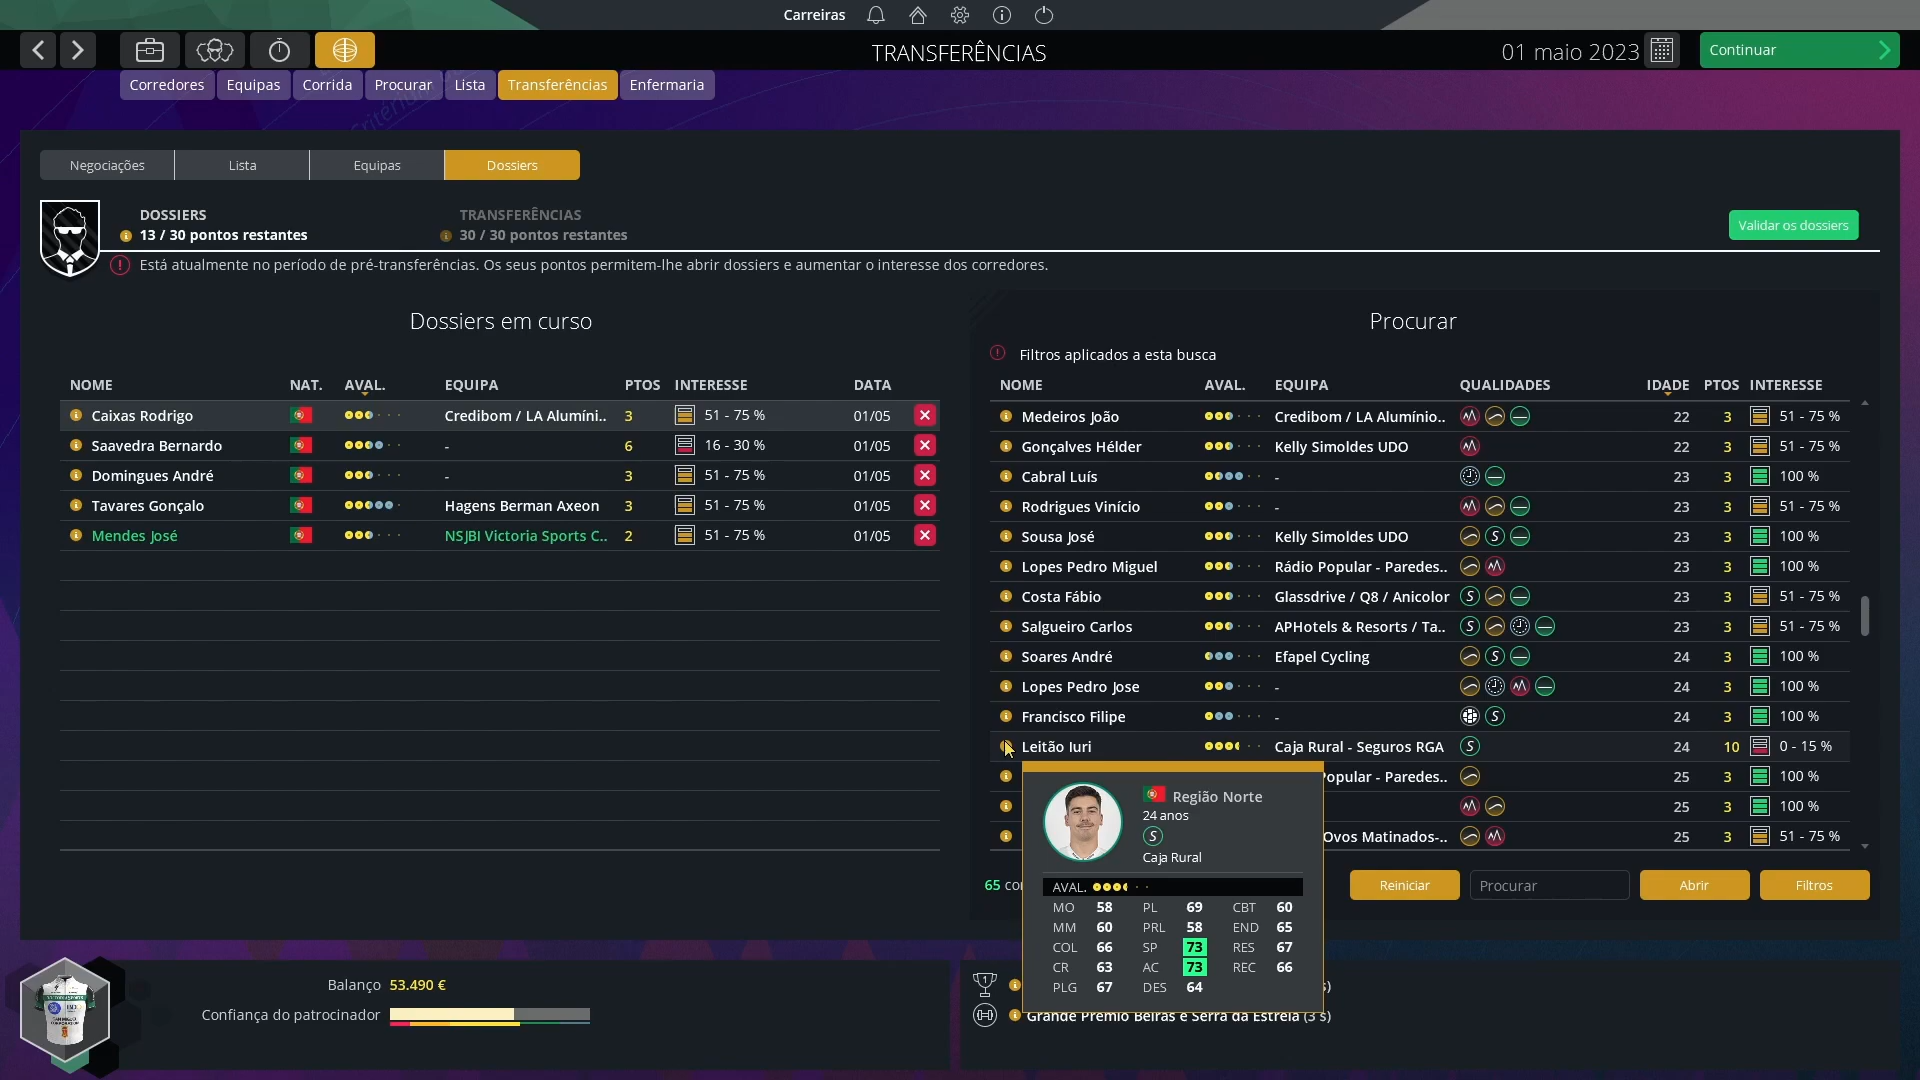 Carreiras
TRANSFERÊNCIAS
01 maio 2023
Continuar
Corredores
Equipas
Corrida
Procurar
Lista
Transferências
Enfermaria
Negociações
Lista
Equipas
Dossiers
DOSSIERS
13 / 30 pontos restantes
TRANSFERÊNCIAS
30 / 30 pontos restantes
Validar os dossiers
Está atualmente no período de pré-transferências. Os seus pontos permitem-lhe abrir dossiers e aumentar o interesse dos corredores.
Dossiers em curso
NOME NAT. AVAL. EQUIPA PTOS INTERESSE DATA
Caixas Rodrigo Credibom / LA Alumíni.. 3 51 - 75 % 01/05
Saavedra Bernardo - 6 16 - 30 % 01/05
Domingues André - 3 51 - 75 % 01/05
Tavares Gonçalo Hagens Berman Axeon 3 51 - 75 % 01/05
Mendes José NSJBI Victoria Sports C.. 2 51 - 75 % 01/05
Procurar
Filtros aplicados a esta busca
NOME AVAL. EQUIPA QUALIDADES IDADE PTOS INTERESSE
Medeiros João Credibom / LA Alumínio.. 22 3 51 - 75 %
Gonçalves Hélder Kelly Simoldes UDO 22 3 51 - 75 %
Cabral Luís - 23 3 100 %
Rodrigues Vinício - 23 3 51 - 75 %
Sousa José Kelly Simoldes UDO S 23 3 100 %
Lopes Pedro Miguel Rádio Popular - Paredes.. 23 3 100 %
Costa Fábio Glassdrive / Q8 / Anicolor S 23 3 51 - 75 %
Salgueiro Carlos APHotels & Resorts / Ta.. S 23 3 51 - 75 %
Soares André Efapel Cycling S 24 3 100 %
Lopes Pedro Jose - 24 3 100 %
Francisco Filipe - S 24 3 100 %
Leitão Iuri Caja Rural - Seguros RGA S 24 10 0 - 15 %
Popular - Paredes.. 25 3 100 %
25 3 100 %
Ovos Matinados-.. 25 3 51 - 75 %
Região Norte
24 anos
S
Caja Rural
AVAL.
MO 58 PL 69 CBT 60
MM 60 PRL 58 END 65
COL 66 SP 73 RES 67
CR 63 AC 73 REC 66
PLG 67 DES 64
65
Reiniciar
Procurar
Abrir
Filtros
Balanço 53.490 €
Confiança do patrocinador
Grande Prémio Beiras e Serra da Estrela (3 s)